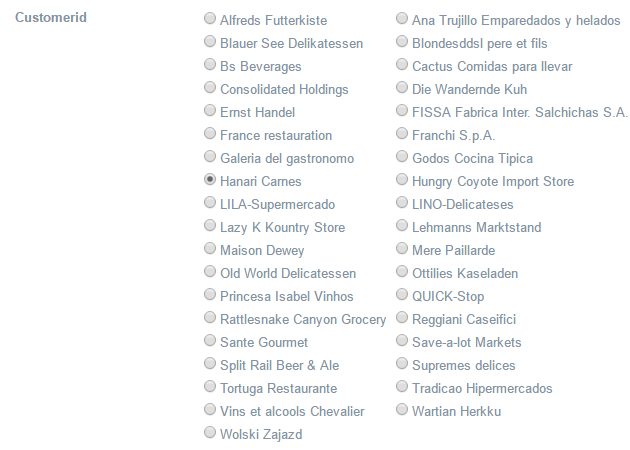 Customerid
Alfreds Futterkiste Ana Trujillo Emparedados y helados
Blauer See Delikatessen Blondesddsl pere et fils
Bs Beverages Cactus Comidas para llevar
Consolidated Holdings Die Wandernde Kuh
Ernst Handel FISSA Fabrica Inter. Salchichas S.A.
France restauration Franchi S.p.A.
Galeria del gastronomo Godos Cocina Tipica
Hanari Carnes Hungry Coyote Import Store
LILA-Supermercado LINO-Delicateses
Lazy K Kountry Store Lehmanns Marktstand
Maison Dewey Mere Paillarde
Old World Delicatessen Ottilies Kaseladen
Princesa Isabel Vinhos QUICK-Stop
Rattlesnake Canyon Grocery Reggiani Caseifici
Sante Gourmet Save-a-lot Markets
Split Rail Beer & Ale Supremes delices
Tortuga Restaurante Tradicao Hipermercados
Vins et alcools Chevalier Wartian Herkku
Wolski Zajazd